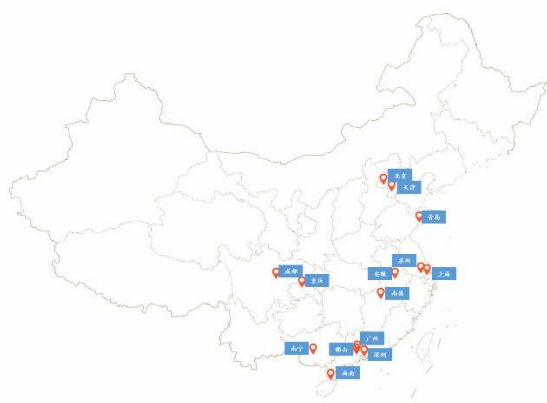 北京
天津
青岛
苏州
上海
安徽
成都
重庆
南昌
广州
佛山
深圳
南宁
海南